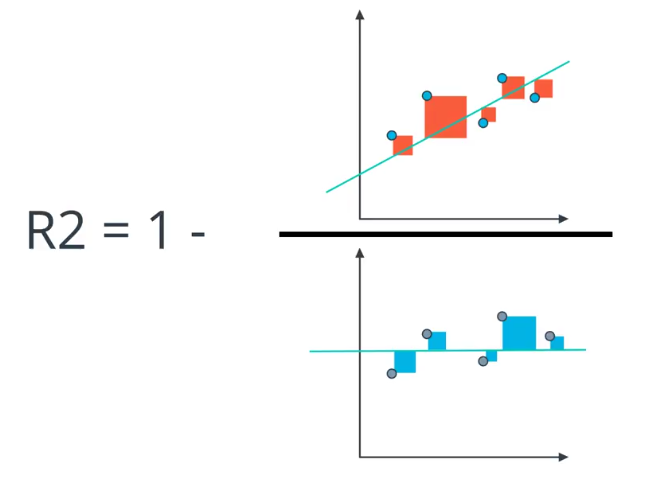 R2 = 1 -